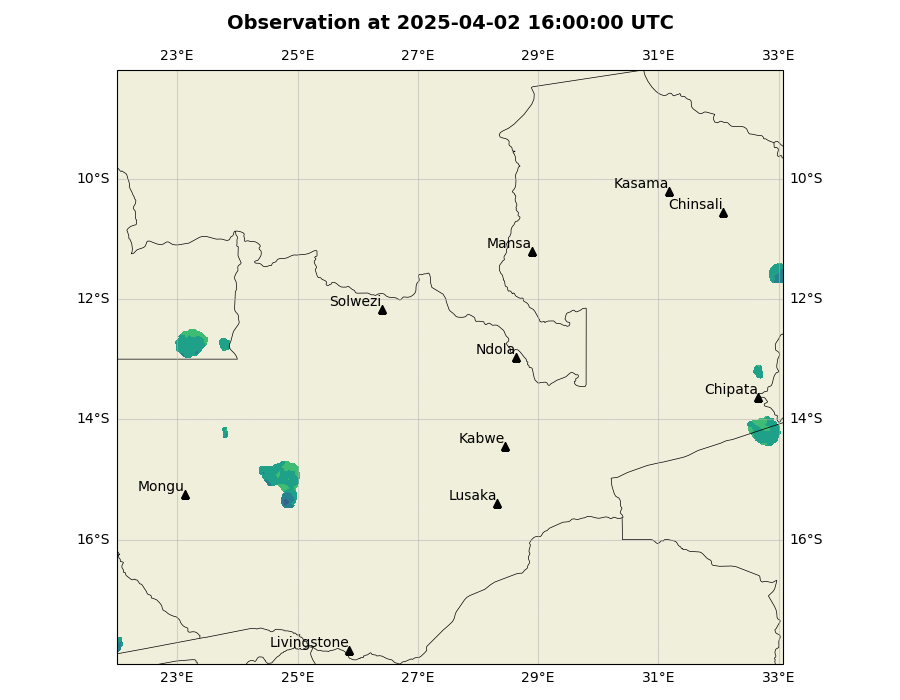 Observation at 2025-04-02 16:00:00 UTC
23°E 25°E 27°E 29°E 31°E 33°E
10°S 10°S
Kasama
Chinsali
Mansa
12°S 12°S
Solwezi
Ndola
Chipata
14°S 14°S
Kabwe
Mongu
Lusaka
16°S 16°S
Livingstone
23°E 25°E 27°E 29°E 31°E 33°E